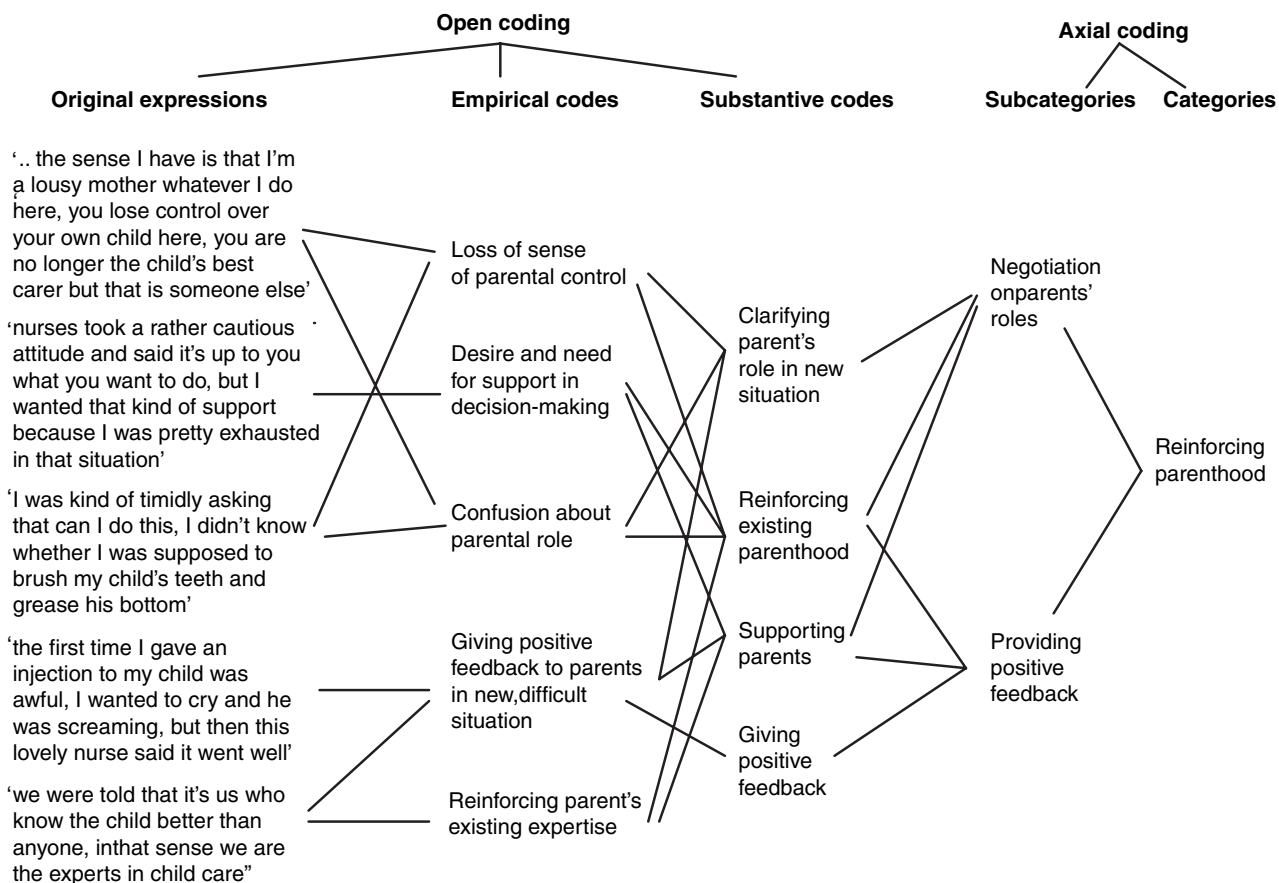 Open coding
Axial coding
Original expressions
Empirical codes
Substantive codes
Subcategories
Categories
‘.. the sense I have is that I’m
a lousy mother whatever I do
here, you lose control over
your own child here, you are
no longer the child’s best
carer but that is someone else’
‘nurses took a rather cautious
attitude and said it’s up to you
what you want to do, but I
wanted that kind of support
because I was pretty exhausted
in that situation’
‘I was kind of timidly asking
that can I do this, I didn’t know
whether I was supposed to
brush my child’s teeth and
grease his bottom’
‘the first time I gave an
injection to my child was
awful, I wanted to cry and he
was screaming, but then this
lovely nurse said it went well’
‘we were told that it’s us who
know the child better than
anyone, inthat sense we are
the experts in child care”
Loss of sense
of parental control
Desire and need
for support in
decision-making
Confusion about
parental role
Giving positive
feedback to parents
in new,difficult
situation
Reinforcing parent’s
existing expertise
Clarifying
parent’s
role in new
situation
Reinforcing
existing
parenthood
Supporting
parents
Giving
positive
feedback
Negotiation
onparents’
roles
Providing
positive
feedback
Reinforcing
parenthood